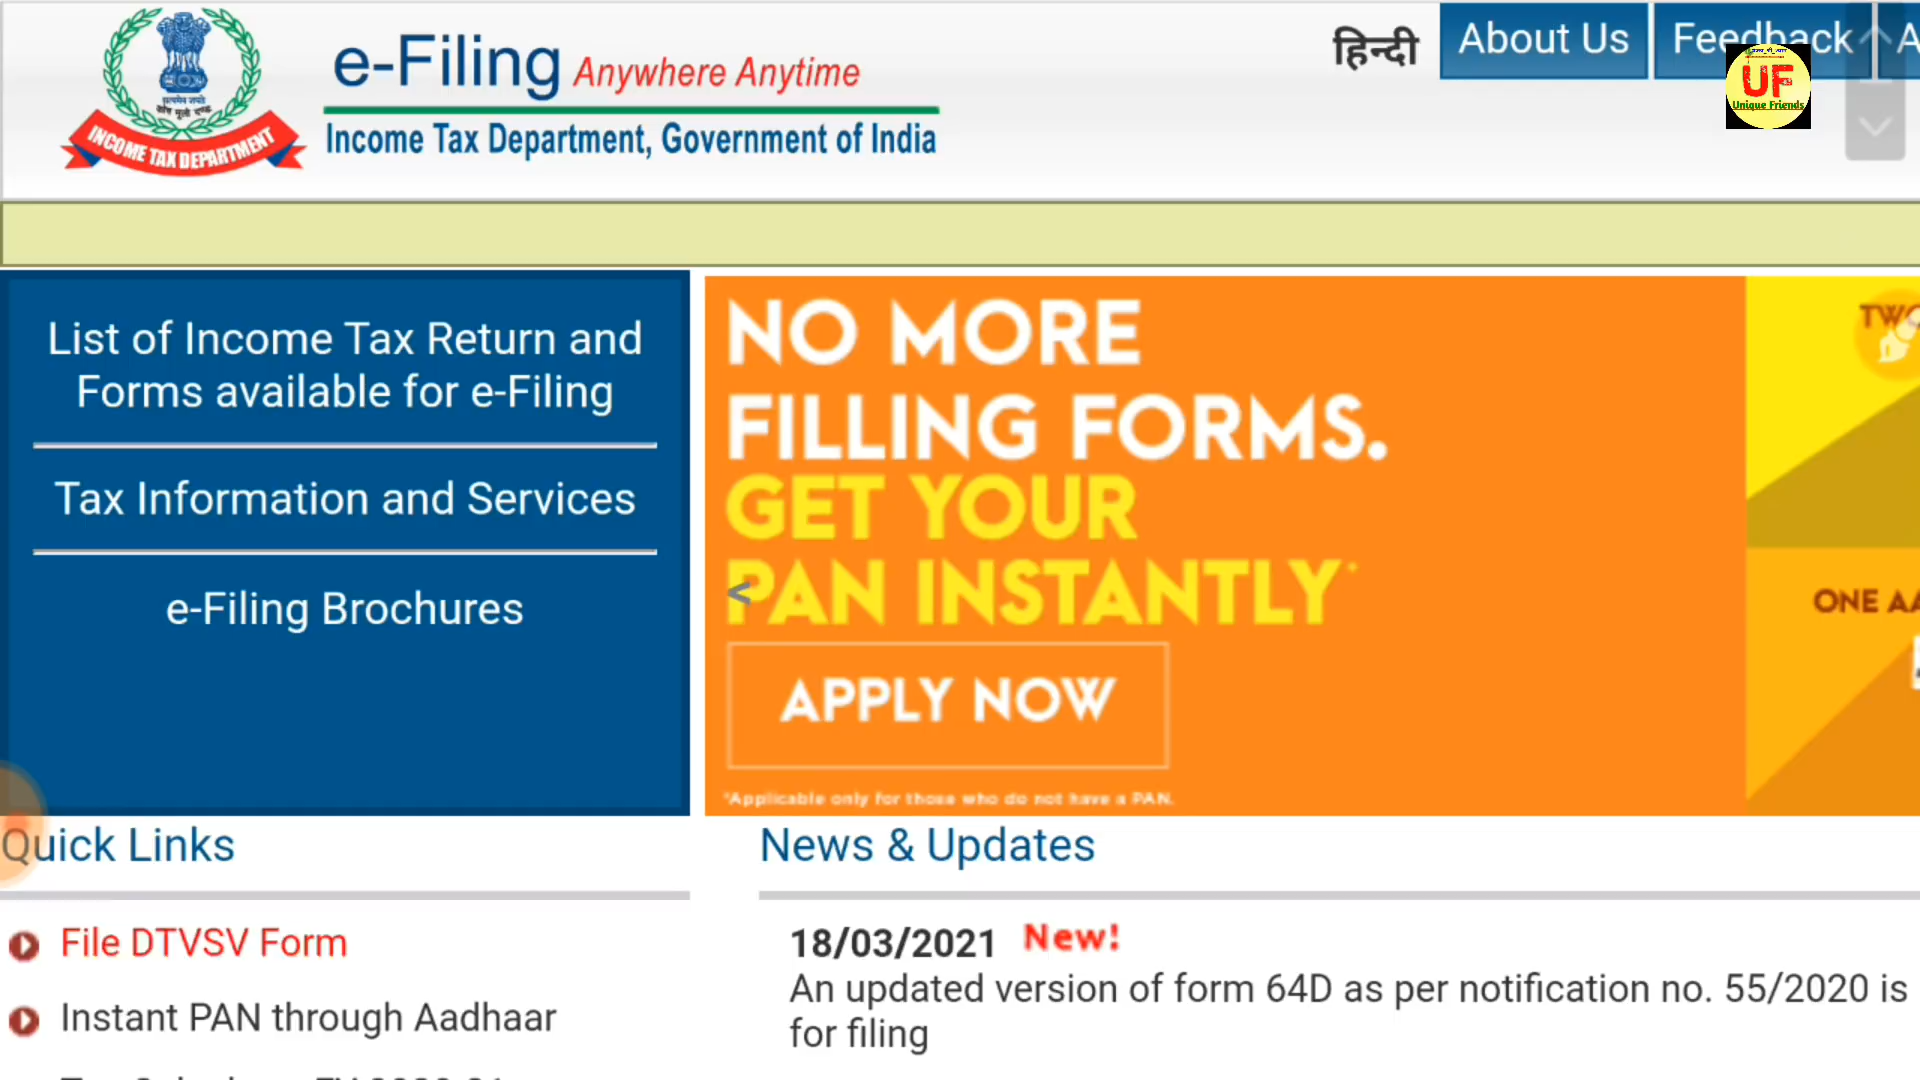 e-Filing Anywhere Anytime
Income Tax Department, Government of India
INCOME TAX DEPARTMENT
हिन्दी
About Us
Feedback
A
UF
Unique Friends
List of Income Tax Return and
Forms available for e-Filing
Tax Information and Services
e-Filing Brochures
NO MORE
FILLING FORMS.
GET YOUR
PAN INSTANTLY*
<
APPLY NOW
*Applicable only for those who do not have a PAN.
ONE
Quick Links
File DTVSV Form
Instant PAN through Aadhaar
News & Updates
18/03/2021 New!
An updated version of form 64D as per notification no. 55/2020 is
for filing